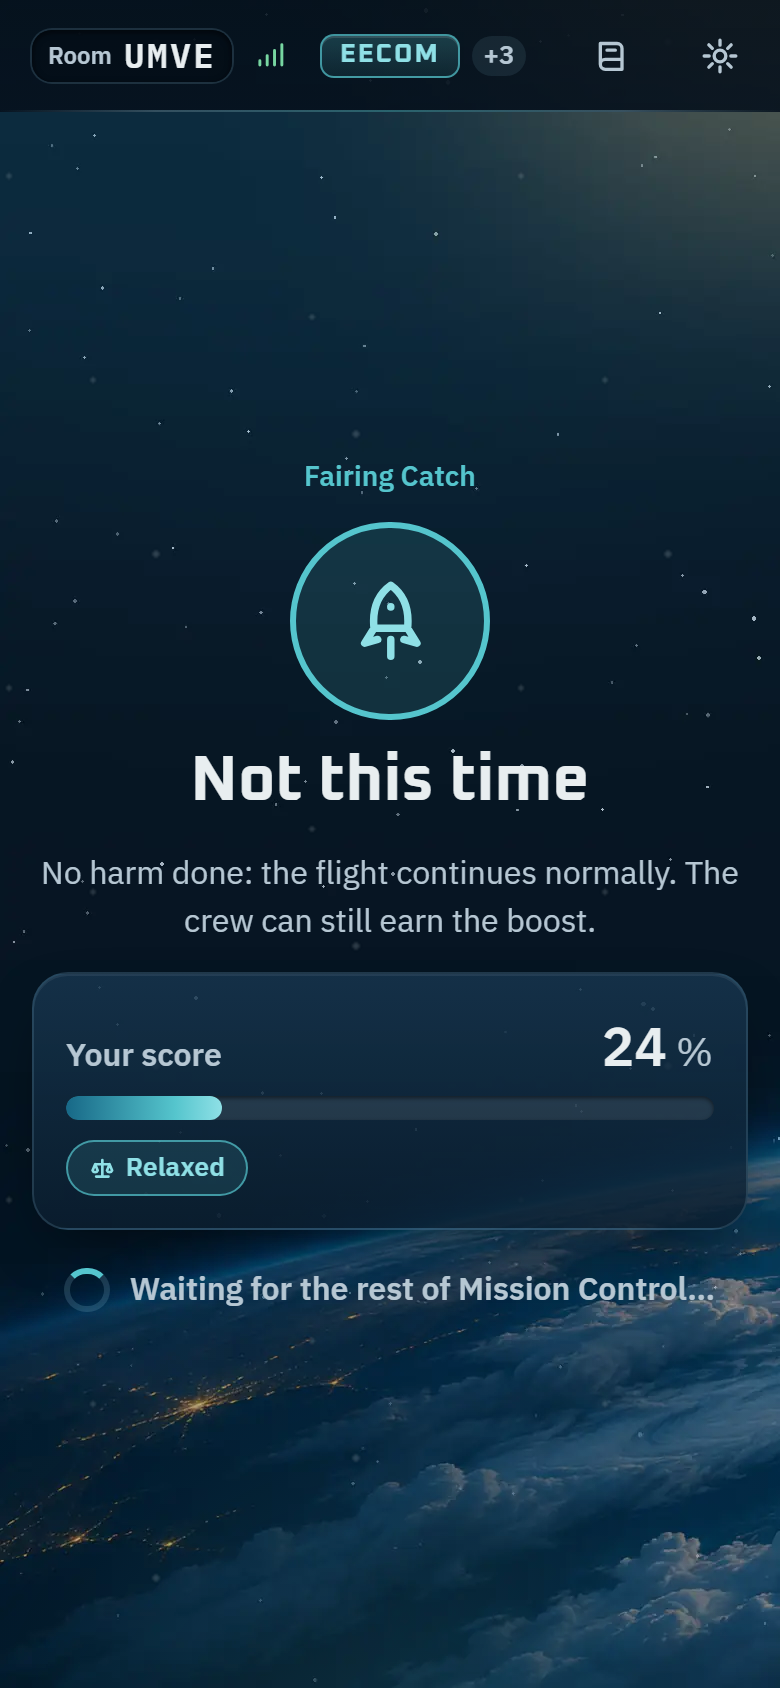 Room UMVE EECOM +3
Fairing Catch
Not this time
No harm done: the flight continues normally. The
crew can still earn the boost.
Your score 24 %
Relaxed
Waiting for the rest of Mission Control...